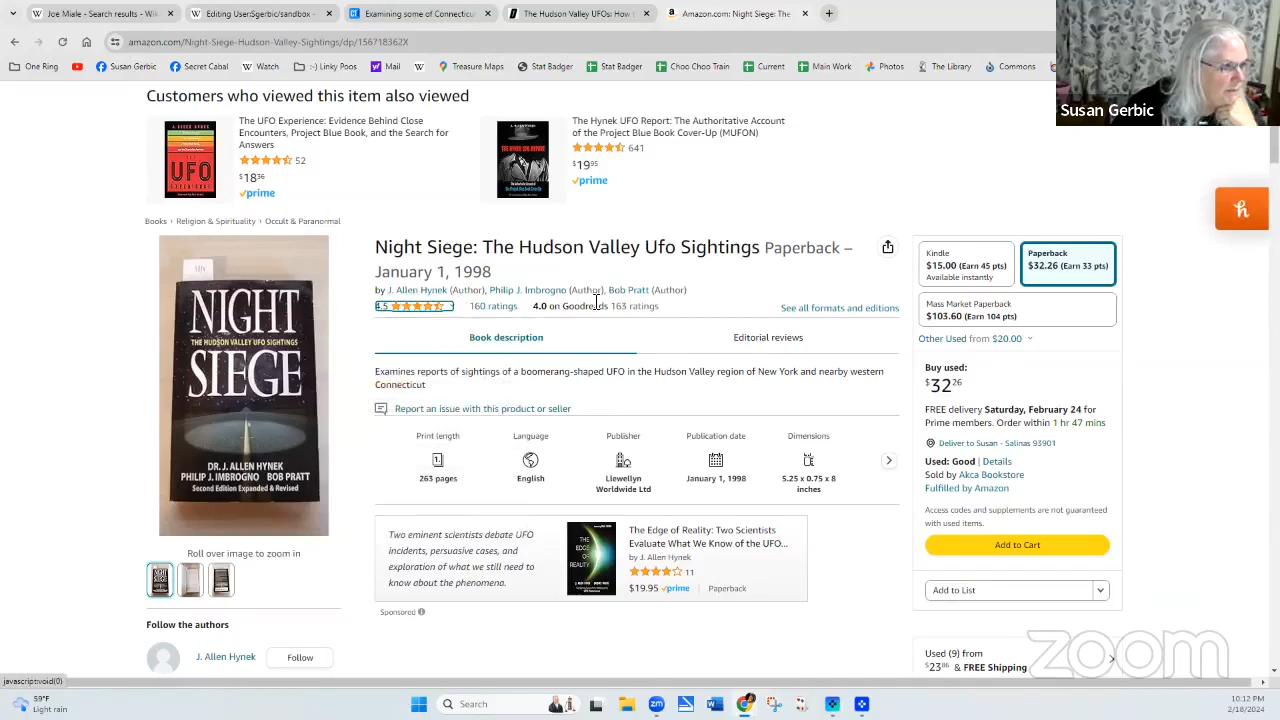 Joe Miale - Search results - Wiki
Editing UserSgerbic/sandbox -
Examining some of Connecticut
The Hudson Valley UFOs: How t
Amazon.com: Night Siege: The H
amazon.com/Night-Siege-Hudson-Valley-Sightings/dp/156718362X
One Ring
Susan Gerbic
Secret Cabal
Watch
:-) Linky Poo
Mail
Treasure Maps
Stat Badger
Stat Badger
Choo Choo Train
Current
Main Work
Photos
The Library
Commons
Susan Gerbic
Customers who viewed this item also viewed
The UFO Experience: Evidence Behind Close
Encounters, Project Blue Book, and the Search for
Answers
52
$18
prime
The Hynek UFO Report: The Authoritative Account
of the Project Blue Book Cover-Up (MUFON)
641
$19 95
prime
Books › Religion & Spirituality › Occult & Paranormal
Night Siege: The Hudson Valley Ufo Sightings Paperback –
January 1, 1998
by J. Allen Hynek (Author), Philip J. Imbrogno (Author), Bob Pratt (Author)
4.5
160 ratings
4.0 on Goodreads 163 ratings
See all formats and editions
Book description
Editorial reviews
Examines reports of sightings of a boomerang-shaped UFO in the Hudson Valley region of New York and nearby western
Connecticut
Report an issue with this product or seller
Print length
Language
Publisher
Publication date
Dimensions
263 pages
English
Llewellyn
Worldwide Ltd
January 1, 1998
5.25 x 0.75 x 8
inches
Two eminent scientists debate UFO
incidents, persuasive cases, and
exploration of what we still need to
know about the phenomena.
THE
EDGE OF
REALITY
The Edge of Reality: Two Scientists
Evaluate What We Know of the UFO...
by J. Allen Hynek
11
$19.95 prime
Paperback
Sponsored
NIGHT
THE HUDSON VALLEY UFO SIGHTINGS
SIEGE
DR. J. ALLEN HYNEK
PHILIP J. IMBROGNO BOB PRATT
Second Edition Expanded & Revised
Roll over image to zoom in
Follow the authors
J. Allen Hynek
Follow
Kindle
$15.00 (Earn 45 pts)
Available instantly
Paperback
$32.26 (Earn 33 pts)
Mass Market Paperback
$103.60 (Earn 104 pts)
Other Used from $20.00
Buy used:
$32 26
FREE delivery Saturday, February 24 for
Prime members. Order within 1 hr 47 mins
Deliver to Susan - Salinas 93901
Used: Good | Details
Sold by Akca Bookstore
Fulfilled by Amazon
Access codes and supplements are not guaranteed
with used items.
Add to Cart
Add to List
Used (9) from
$23 86 & FREE Shipping
zoom
javascript:void(0)
59°F
Light rain
Search
10:12 PM
2/18/2024